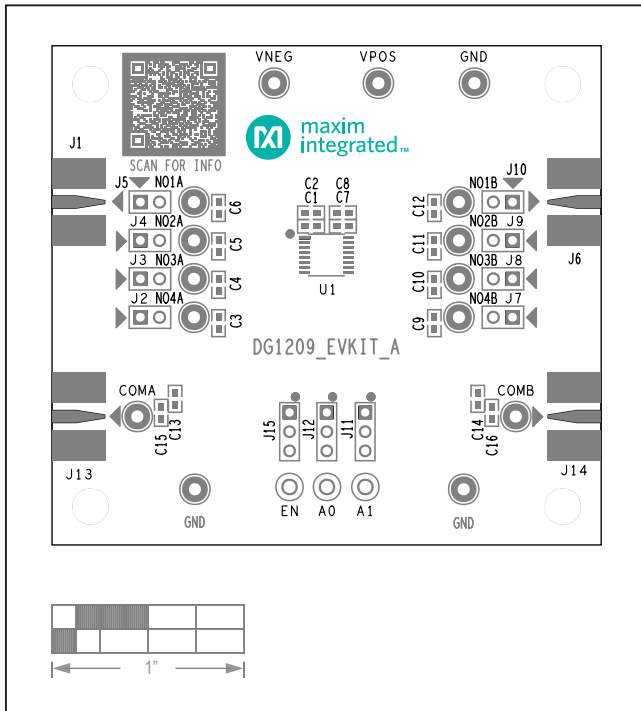 VNEG VPOS GND
maxim
integrated™
SCAN FOR INFO
J1
J5 NO1A
J4 NO2A
J3 NO3A
J2 NO4A
C6
C5
C4
C3
C2 C8
C1 C7
U1
C12
C11
C10
C9
J10
NO1B
NO2B J9
NO3B J8
NO4B J7
J6
DG1209_EVKIT_A
COMA
C15 C13
J13
J15 J12 J11
COMB
C14 C16
J14
GND
EN A0 A1
GND
1"